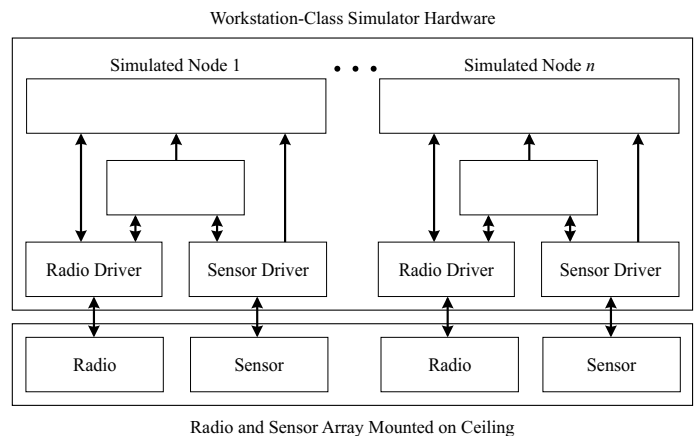 Workstation-Class Simulator Hardware
Simulated Node 1 • • • Simulated Node n
Radio Driver Sensor Driver Radio Driver Sensor Driver
Radio Sensor Radio Sensor
Radio and Sensor Array Mounted on Ceiling